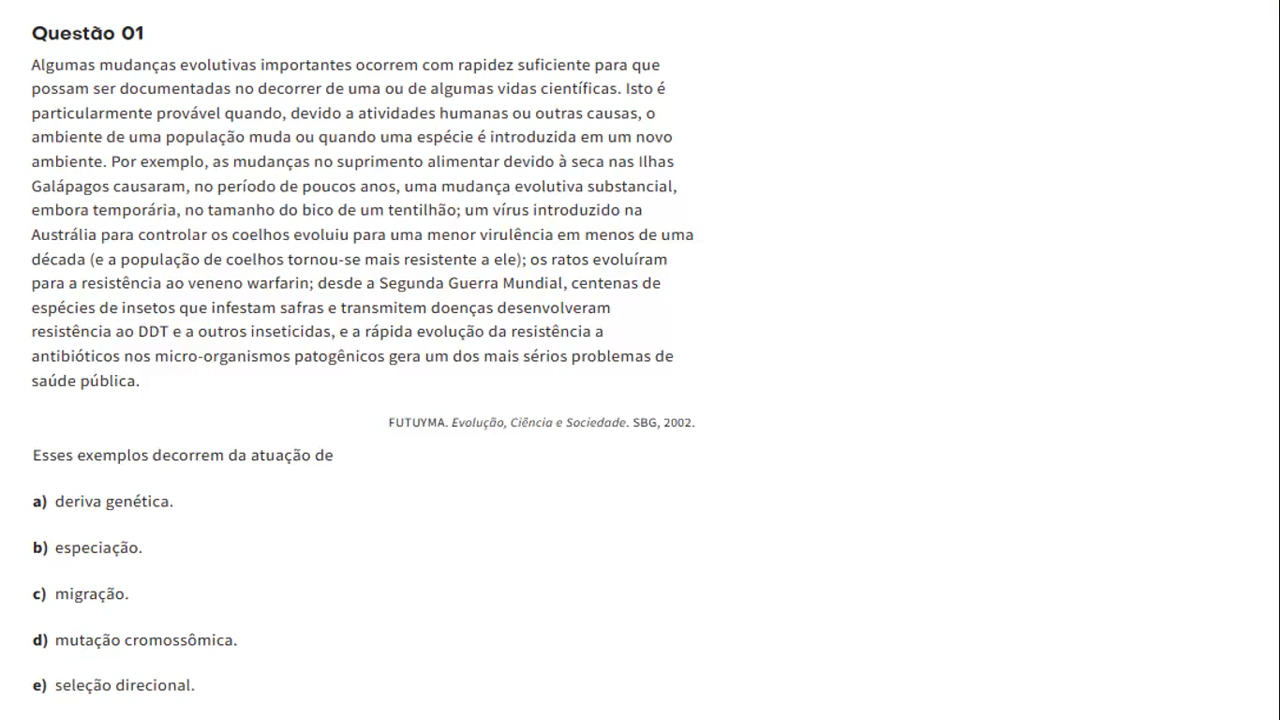 Questão 01
Algumas mudanças evolutivas importantes ocorrem com rapidez suficiente para que
possam ser documentadas no decorrer de uma ou de algumas vidas científicas. Isto é
particularmente provável quando, devido a atividades humanas ou outras causas, o
ambiente de uma população muda ou quando uma espécie é introduzida em um novo
ambiente. Por exemplo, as mudanças no suprimento alimentar devido à seca nas Ilhas
Galápagos causaram, no período de poucos anos, uma mudança evolutiva substancial,
embora temporária, no tamanho do bico de um tentilhão; um vírus introduzido na
Austrália para controlar os coelhos evoluiu para uma menor virulência em menos de uma
década (e a população de coelhos tornou-se mais resistente a ele); os ratos evoluíram
para a resistência ao veneno warfarin; desde a Segunda Guerra Mundial, centenas de
espécies de insetos que infestam safras e transmitem doenças desenvolveram
resistência ao DDT e a outros inseticidas, e a rápida evolução da resistência a
antibióticos nos micro-organismos patogênicos gera um dos mais sérios problemas de
saúde pública.
FUTUYMA. Evolução, Ciência e Sociedade. SBG, 2002.
Esses exemplos decorrem da atuação de
a) deriva genética.
b) especiação.
c) migração.
d) mutação cromossômica.
e) seleção direcional.